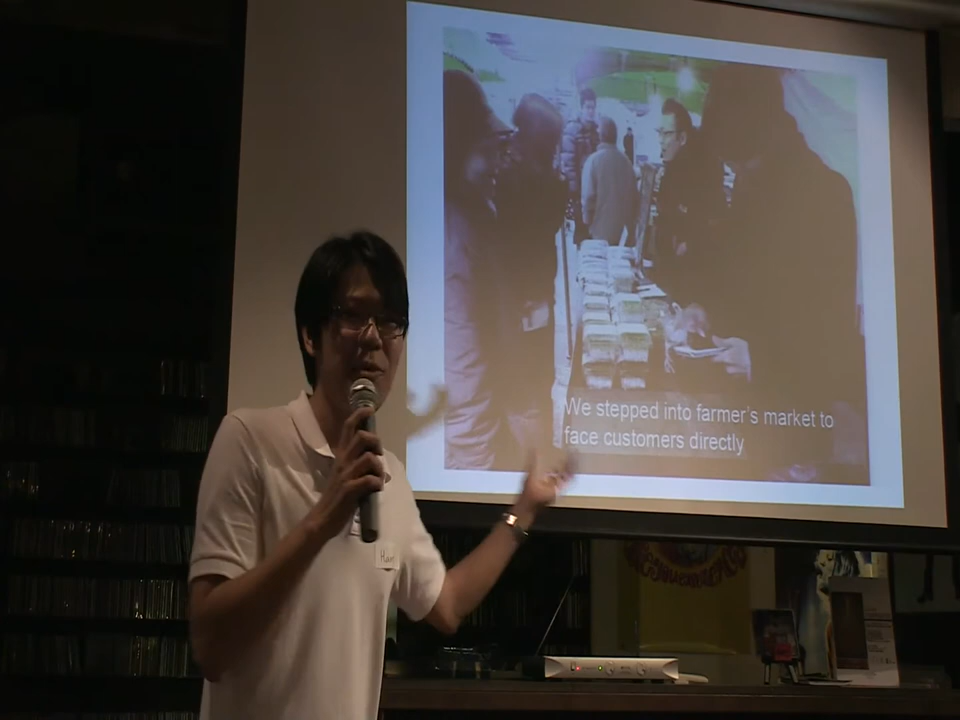 We stepped into farmer's market to
face customers directly